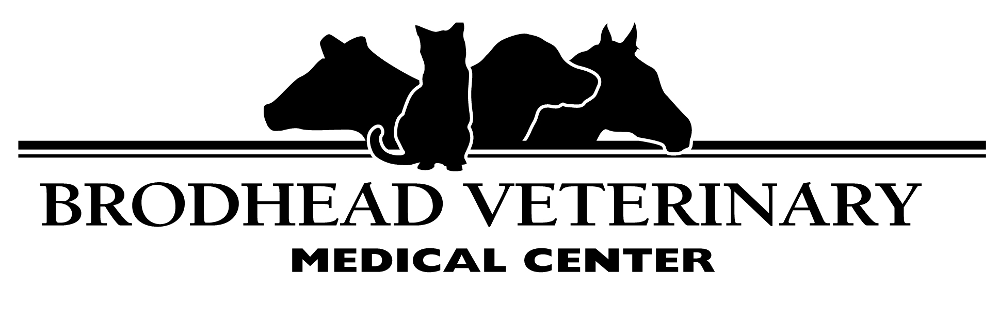 BRODHEAD VETERINARY
MEDICAL CENTER